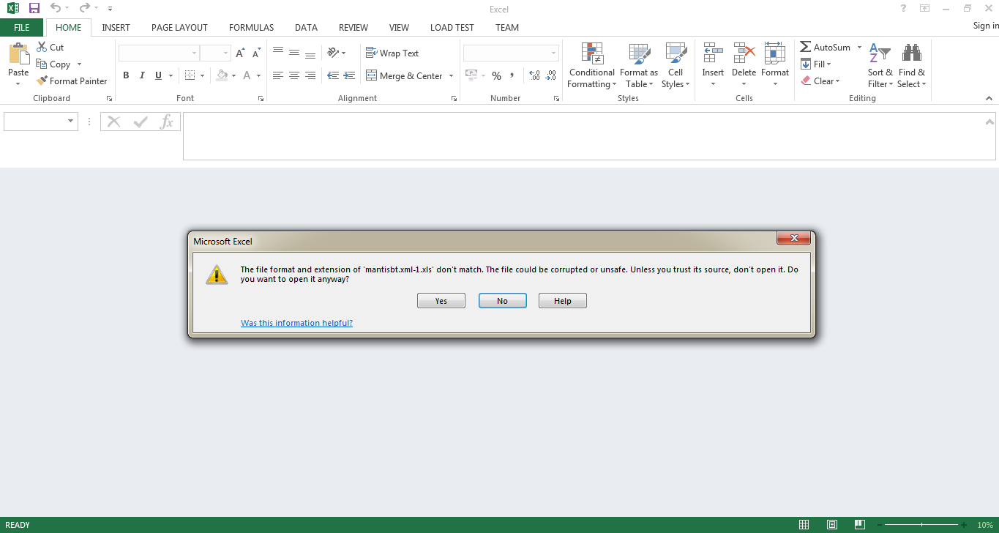 Excel
FILE HOME INSERT PAGE LAYOUT FORMULAS DATA REVIEW VIEW LOAD TEST TEAM Sign in
Paste
Cut
Copy
Format Painter
Clipboard
B I U
A A
A
Font
Wrap Text
Merge & Center
Alignment
%
,
←.0 .00
.00 →.0
Number
Conditional Formatting
Format as Table
Cell Styles
Styles
Insert Delete Format
Cells
AutoSum
Fill
Clear
A
Z
Sort & Filter
Find & Select
Editing
fx
Microsoft Excel
The file format and extension of 'mantisbt.xml-1.xls' don't match. The file could be corrupted or unsafe. Unless you trust its source, don't open it. Do
you want to open it anyway?
Yes No Help
Was this information helpful?
READY 10%